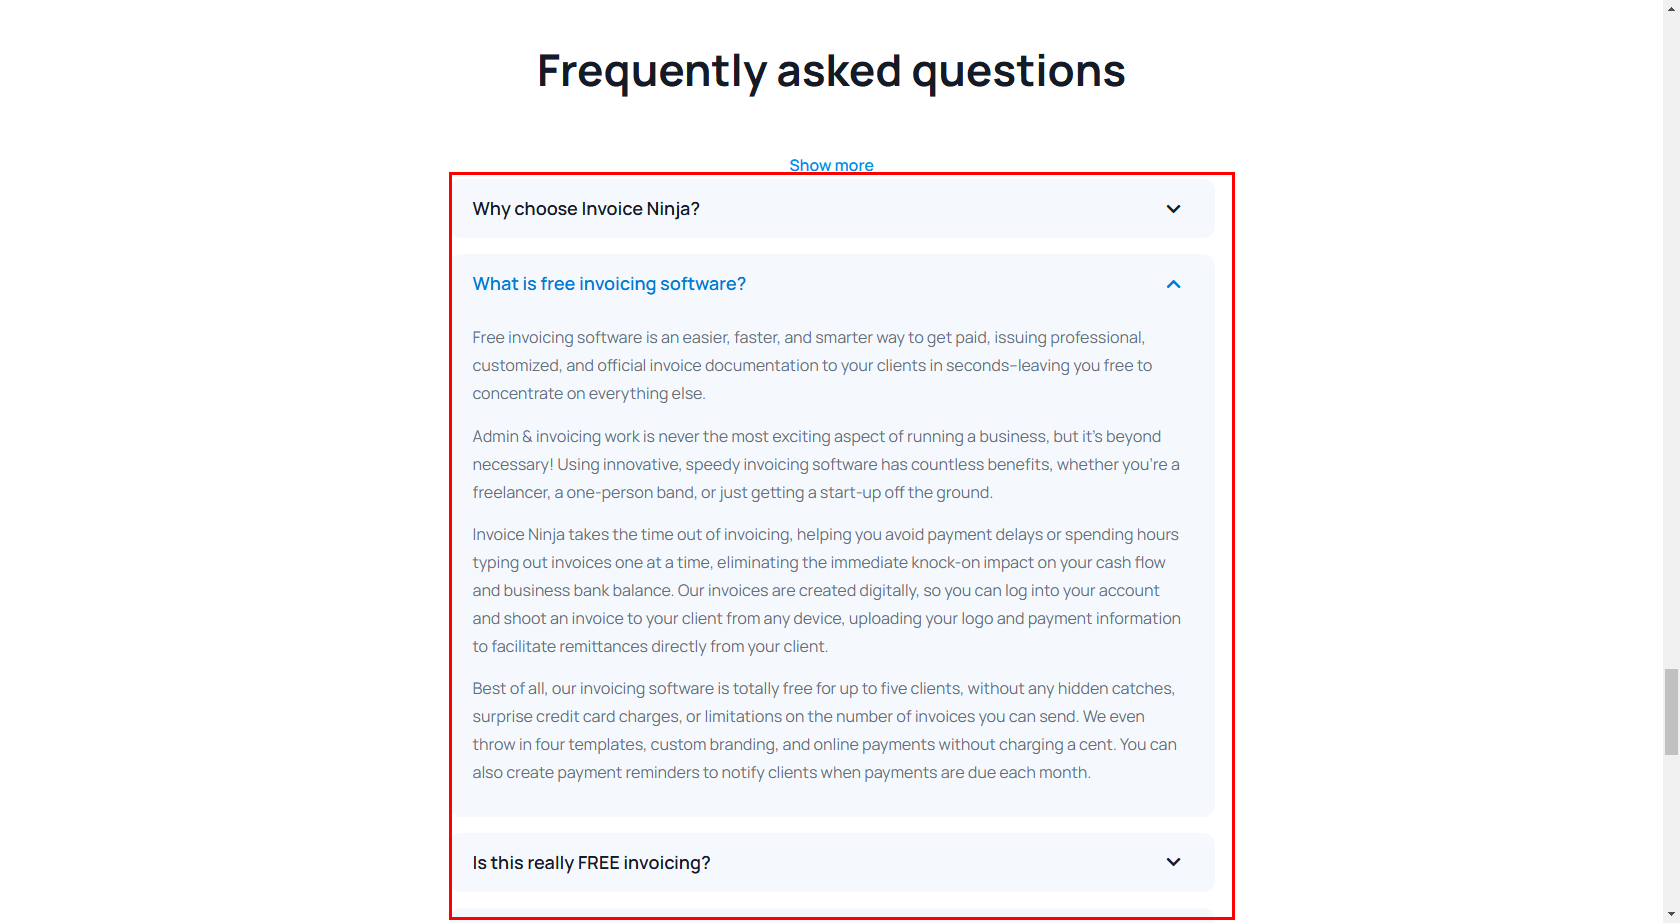 Frequently asked questions
Show more
Why choose Invoice Ninja?
What is free invoicing software?
Free invoicing software is an easier, faster, and smarter way to get paid, issuing professional,
customized, and official invoice documentation to your clients in seconds–leaving you free to
concentrate on everything else.
Admin & invoicing work is never the most exciting aspect of running a business, but it’s beyond
necessary! Using innovative, speedy invoicing software has countless benefits, whether you’re a
freelancer, a one-person band, or just getting a start-up off the ground.
Invoice Ninja takes the time out of invoicing, helping you avoid payment delays or spending hours
typing out invoices one at a time, eliminating the immediate knock-on impact on your cash flow
and business bank balance. Our invoices are created digitally, so you can log into your account
and shoot an invoice to your client from any device, uploading your logo and payment information
to facilitate remittances directly from your client.
Best of all, our invoicing software is totally free for up to five clients, without any hidden catches,
surprise credit card charges, or limitations on the number of invoices you can send. We even
throw in four templates, custom branding, and online payments without charging a cent. You can
also create payment reminders to notify clients when payments are due each month.
Is this really FREE invoicing?